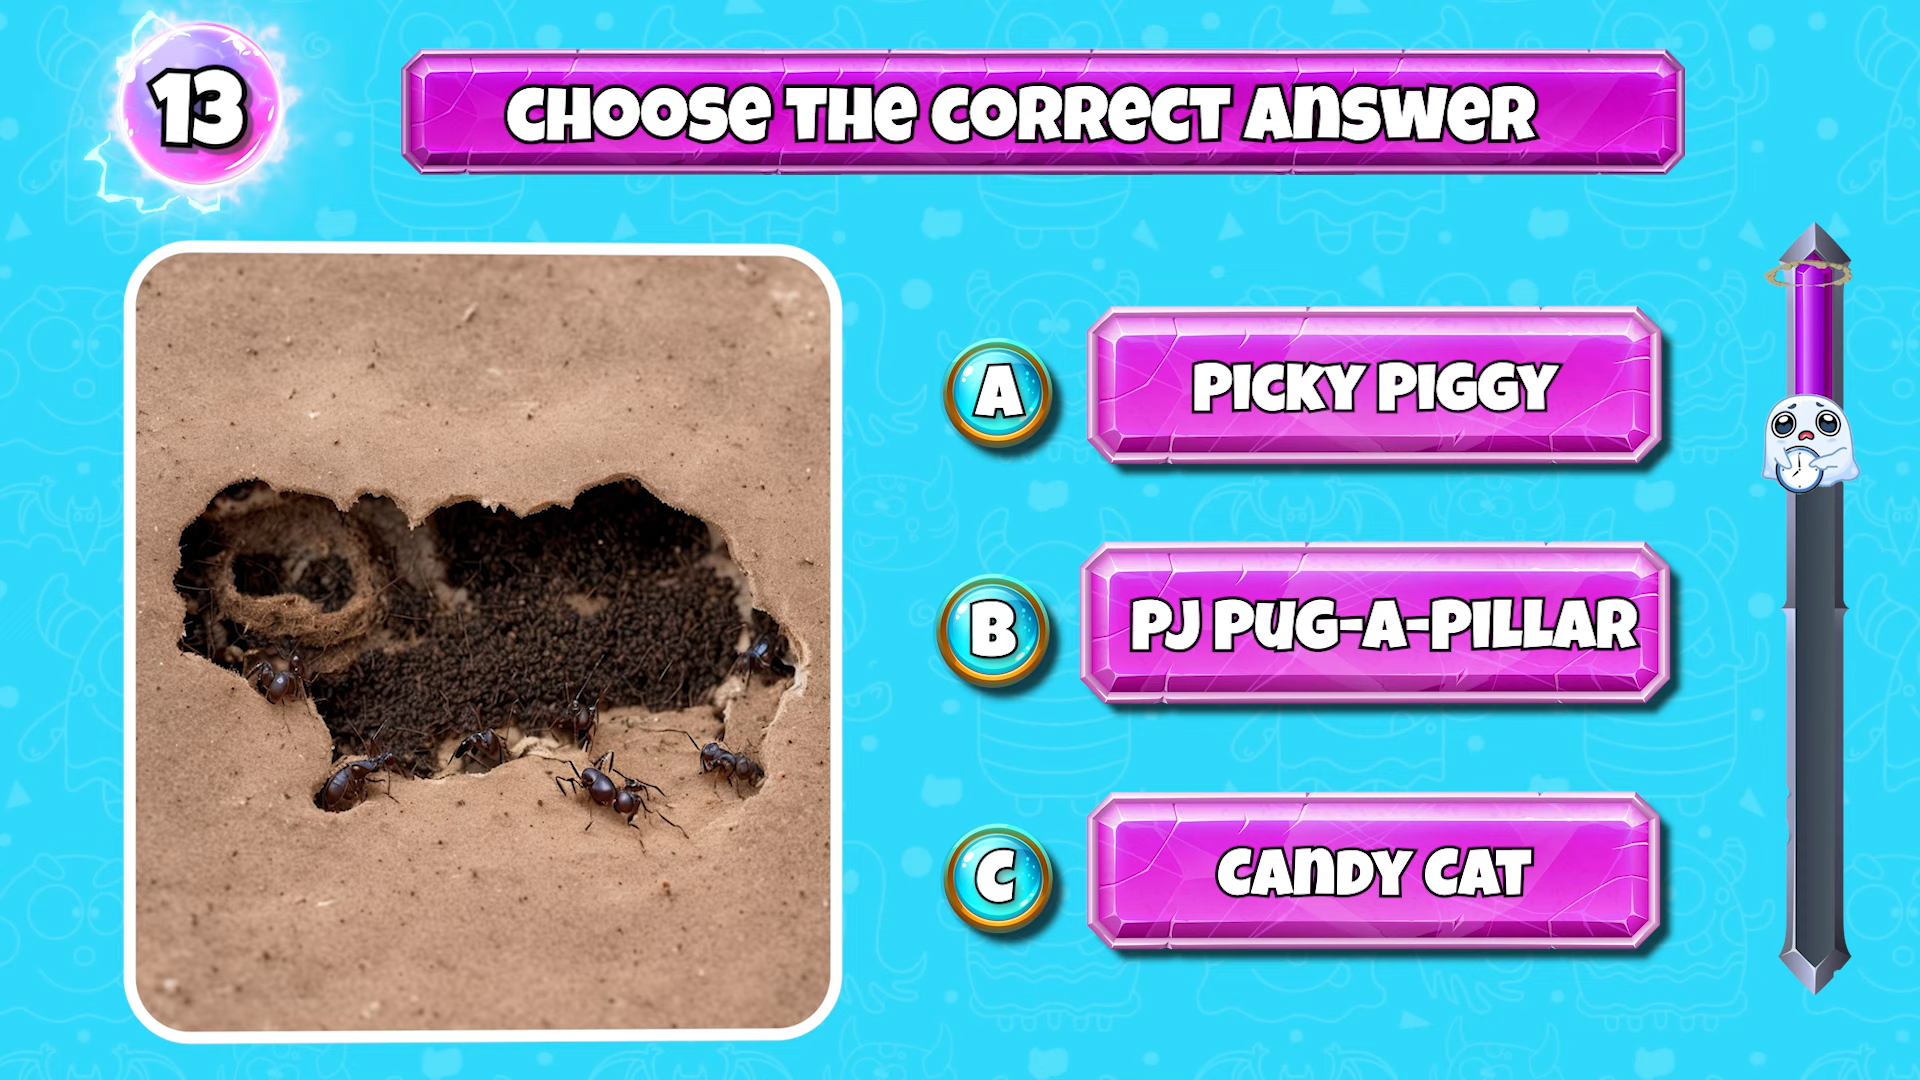 13
CHOOSE THE CORRECT ANSWER
A
PICKY PIGGY
B
PJ PUG-A-PILLAR
C
CANDY CAT